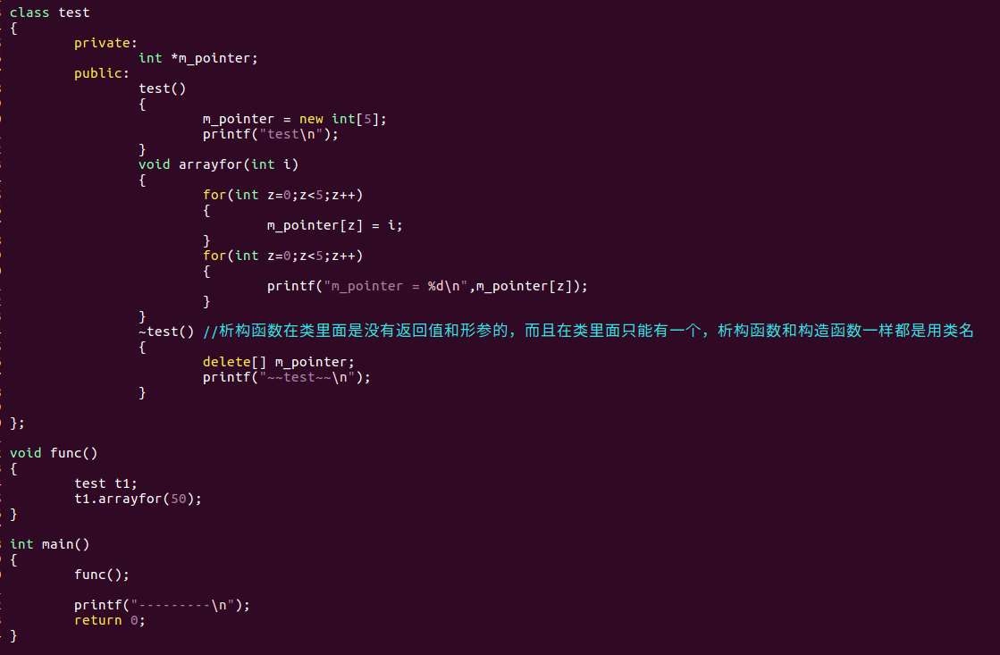 class test
{
private:
int *m_pointer;
public:
test()
{
m_pointer = new int[5];
printf("test\n");
}
void arrayfor(int i)
{
for(int z=0;z<5;z++)
{
m_pointer[z] = i;
}
for(int z=0;z<5;z++)
{
printf("m_pointer = %d\n",m_pointer[z]);
}
}
~test() //析构函数在类里面是没有返回值和形参的，而且在类里面只能有一个，析构函数和构造函数一样都是用类名
{
delete[] m_pointer;
printf("~~test~~\n");
}
};
void func()
{
test t1;
t1.arrayfor(50);
}
int main()
{
func();
printf("---------\n");
return 0;
}